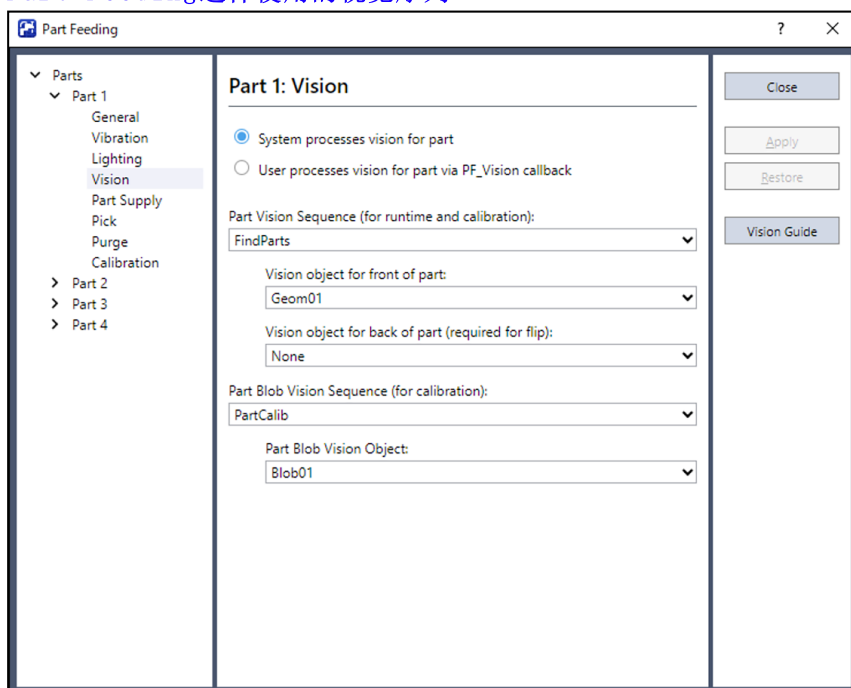 Part Feeding
?
Parts
Part 1
General
Vibration
Lighting
Vision
Part Supply
Pick
Purge
Calibration
Part 2
Part 3
Part 4
Part 1: Vision
System processes vision for part
User processes vision for part via PF_Vision callback
Part Vision Sequence (for runtime and calibration):
FindParts
Vision object for front of part:
Geom01
Vision object for back of part (required for flip):
None
Part Blob Vision Sequence (for calibration):
PartCalib
Part Blob Vision Object:
Blob01
Close
Apply
Restore
Vision Guide